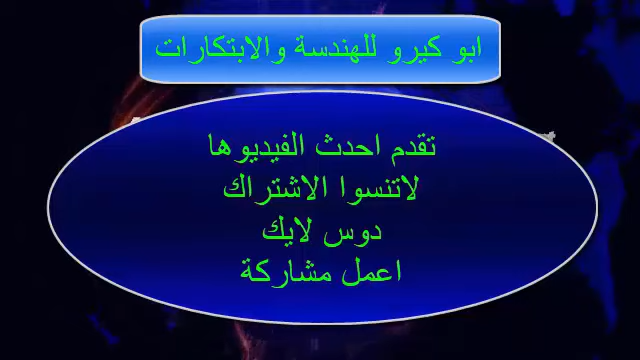 ابو كيرو للهندسة والابتكارات
تقدم احدث الفيديوها
لاتنسوا الاشتراك
دوس لايك
اعمل مشاركة